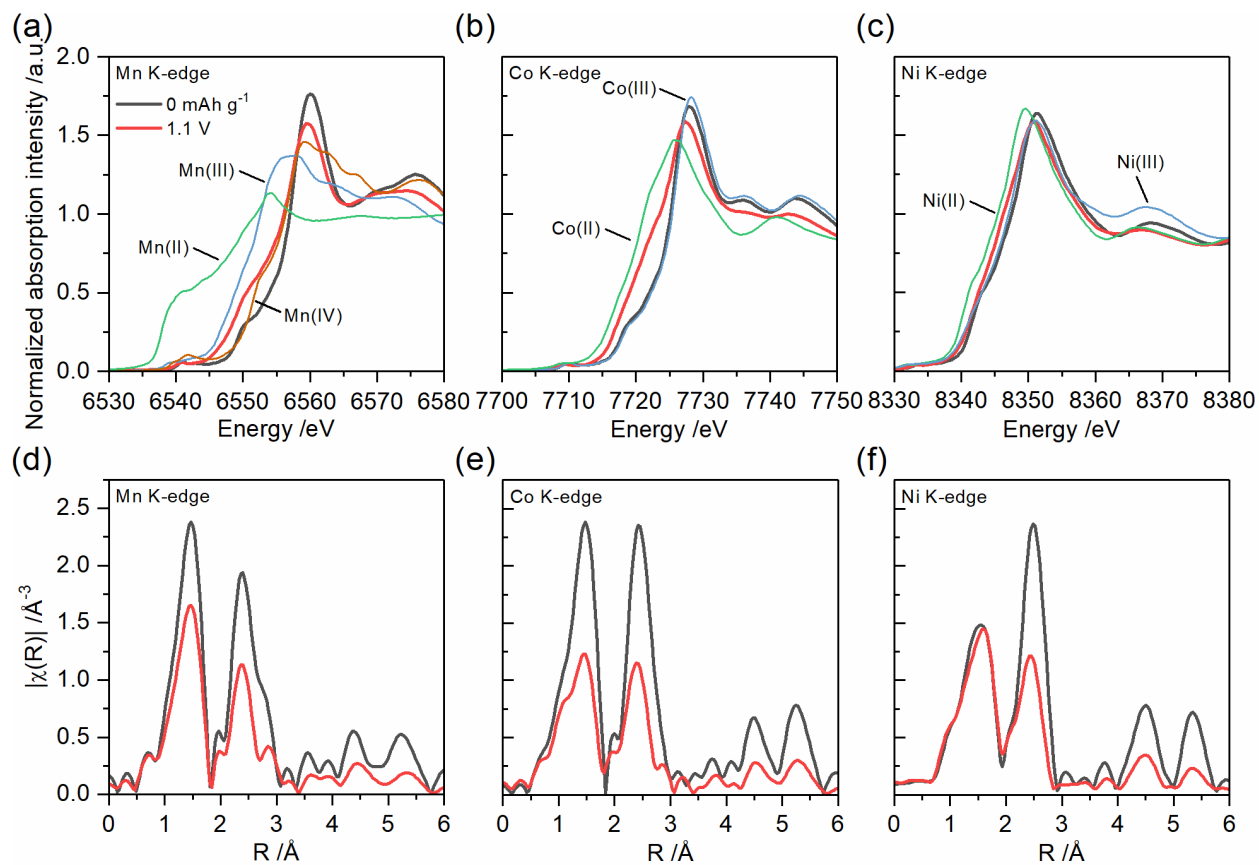 (a)
(b)
(c)
Normalized absorption intensity /a.u.
2.0
1.5
1.0
0.5
0.0
Mn K-edge
0 mAh g⁻¹
1.1 V
Mn(III)
Mn(II)
Mn(IV)
6530 6540 6550 6560 6570 6580
Energy /eV
Co K-edge
Co(III)
Co(II)
7700 7710 7720 7730 7740 7750
Energy /eV
Ni K-edge
Ni(III)
Ni(II)
8330 8340 8350 8360 8370 8380
Energy /eV
(d)
(e)
(f)
|χ(R)| /Å⁻³
2.5
2.0
1.5
1.0
0.5
0.0
Mn K-edge
0 1 2 3 4 5 6
R /Å
Co K-edge
0 1 2 3 4 5 6
R /Å
Ni K-edge
0 1 2 3 4 5 6
R /Å